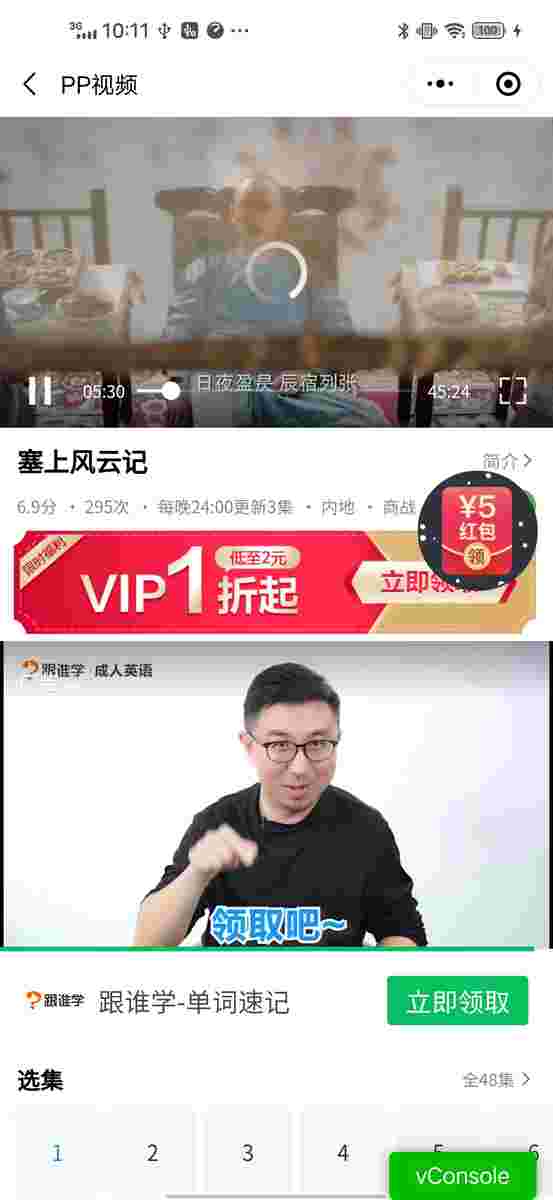 3G 10:11 100
PP视频
日夜盈昃 辰宿列张
05:30 45:24
塞上风云记
简介
6.9分 · 295次 · 每晚24:00更新3集 · 内地 · 商战
¥5
红包
领
限时福利
VIP1折起
低至2元
立即领取
跟谁学 成人英语
领取吧~
跟谁学 跟谁学-单词速记
立即领取
选集
全48集
1 2 3 4 5 6
vConsole